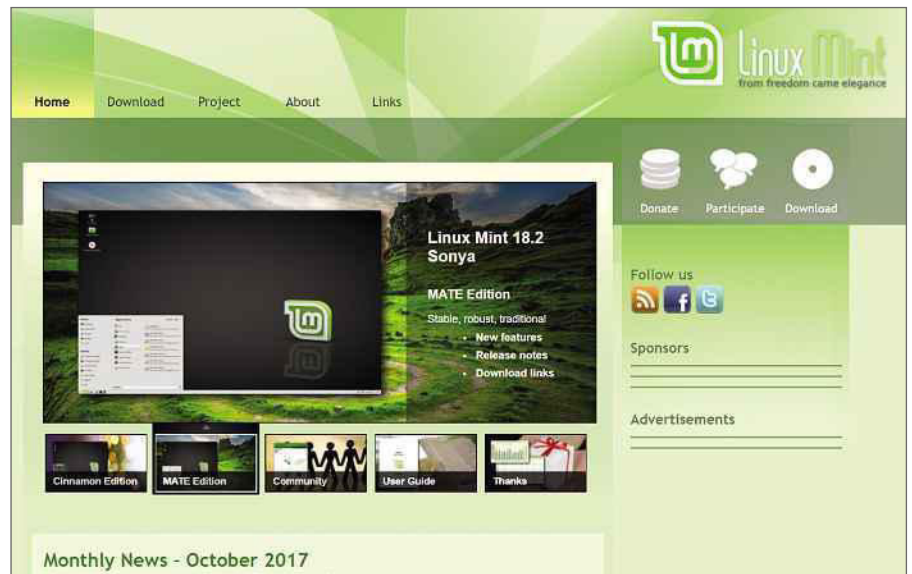 Linux Mint
from freedom came elegance
Home
Download
Project
About
Links
Donate
Participate
Download
Linux Mint 18.2
Sonya
MATE Edition
Stable, robust, traditional
New features
Release notes
Download links
Cinnamon Edition
MATE Edition
Community
User Guide
Thanks
Follow us
Sponsors
Advertisements
Monthly News – October 2017